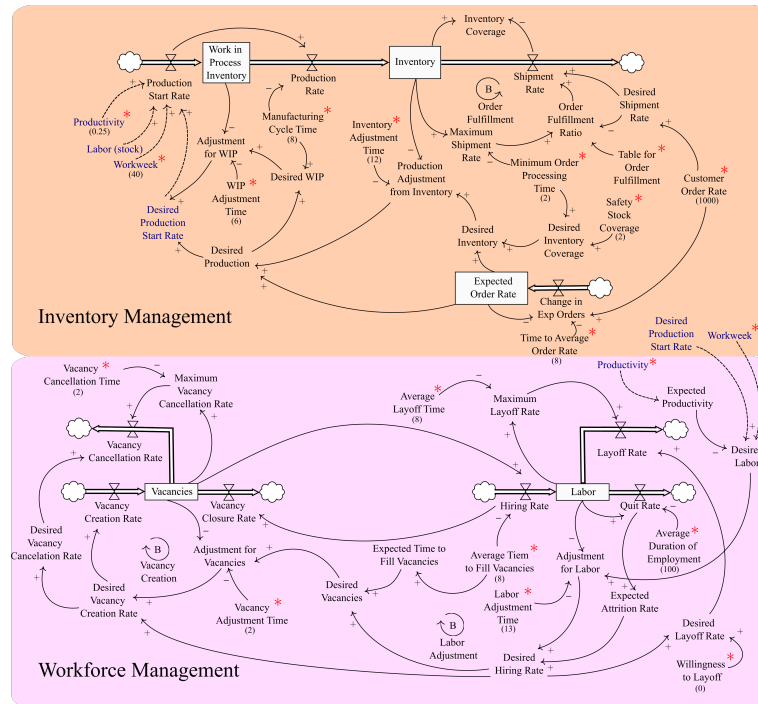 Inventory
Coverage
Work in
Process
Inventory
Inventory
Production
Start Rate
Production
Rate
Shipment
Rate
B
Order
Fulfillment
Order
Fulfillment
Ratio
Desired
Shipment
Rate
Productivity *
(0.25)
Labor (stock)
Workweek *
(40)
Manufacturing *
Cycle Time
(8)
Adjustment
for WIP
Inventory *
Adjustment
Time
(12)
Maximum
Shipment
Rate
Production
Adjustment
from Inventory
Desired WIP
WIP *
Adjustment
Time
(6)
Minimum Order *
Processing
Time
(2)
Table for *
Order
Fulfillment
Customer *
Order Rate
(1000)
Safety *
Stock
Coverage
(2)
Desired
Production
Start Rate
Desired
Inventory
Desired
Inventory
Coverage
Desired
Production
Expected
Order Rate
Change in
Exp Orders
Time to Average *
Order Rate
(8)
Inventory Management
Desired
Production
Start Rate
Workweek *
Productivity *
Vacancy *
Cancellation Time
(2)
Maximum
Vacancy
Cancellation Rate
Average *
Layoff Time
(8)
Maximum
Layoff Rate
Expected
Productivity
Vacancy
Cancellation Rate
Layoff Rate
Desire
Labor
Vacancies
Labor
Vacancy
Creation Rate
Vacancy
Closure Rate
Hiring Rate
Quit Rate
Desired
Vacancy
Cancelation Rate
B
Vacancy
Creation
Adjustment for
Vacancies
Expected Time to
Fill Vacancies
Average Tiem *
to Fill Vacancies
(8)
Adjustment
for Labor
Average *
Duration of
Employment
(100)
Desired
Vacancy
Creation Rate
Vacancy *
Adjustment Time
(2)
Desired
Vacancies
Labor *
Adjustment
Time
(13)
Expected
Attrition Rate
B
Labor
Adjustment
Desired
Layoff Rate
Desired
Hiring Rate
Willingness *
to Layoff
(0)
Workforce Management